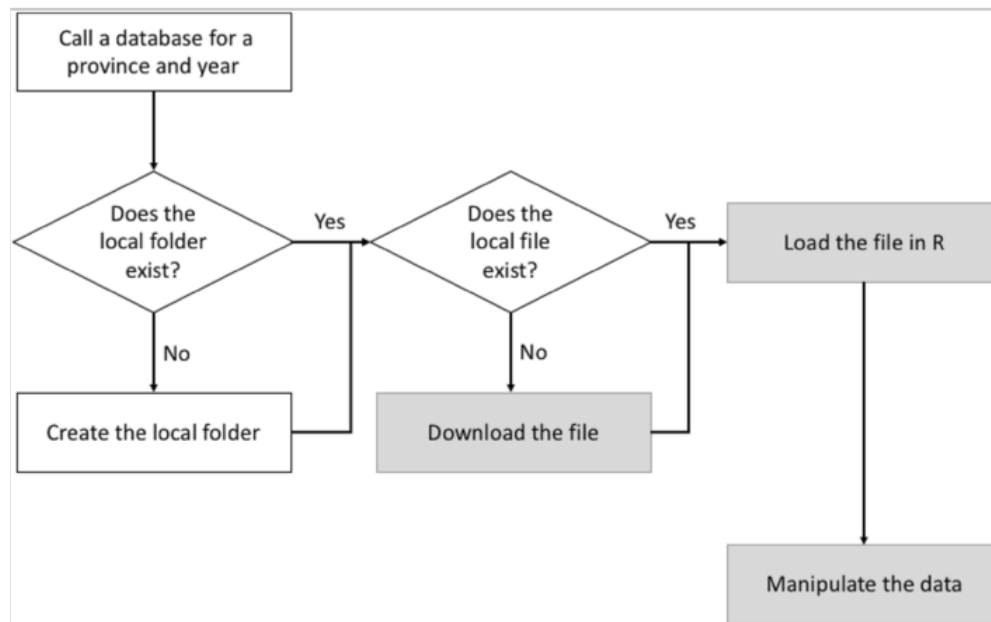 Call a database for a
province and year
Does the
local folder
exist?
Yes
No
Create the local folder
Does the
local file
exist?
Yes
No
Download the file
Load the file in R
Manipulate the data